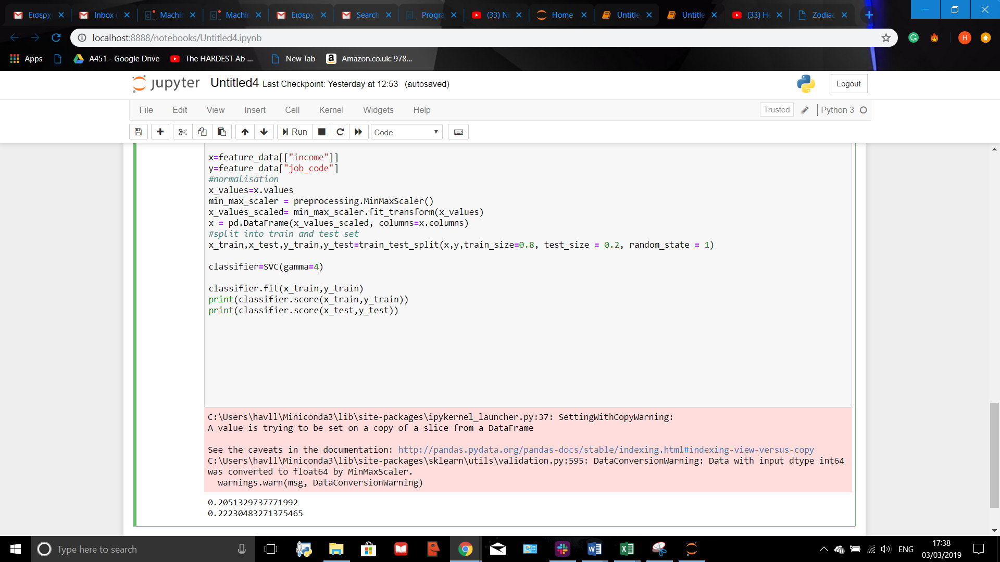 Εισερχ
Inbox (
Machin
Machin
Εισερχ
Search
Progra
(33) Ni
Home
Untitle
Untitle
(33) He
Zodiac
localhost:8888/notebooks/Untitled4.ipynb
H
Apps
A451 - Google Drive
The HARDEST Ab ...
New Tab
Amazon.co.uk: 978...
jupyter Untitled4 Last Checkpoint: Yesterday at 12:53 (autosaved)
Logout
File Edit View Insert Cell Kernel Widgets Help
Trusted
Python 3
Run
Code
x=feature_data[["income"]]
y=feature_data["job_code"]
#normalisation
x_values=x.values
min_max_scaler = preprocessing.MinMaxScaler()
x_values_scaled= min_max_scaler.fit_transform(x_values)
x = pd.DataFrame(x_values_scaled, columns=x.columns)
#split into train and test set
x_train,x_test,y_train,y_test=train_test_split(x,y,train_size=0.8, test_size = 0.2, random_state = 1)
classifier=SVC(gamma=4)
classifier.fit(x_train,y_train)
print(classifier.score(x_train,y_train))
print(classifier.score(x_test,y_test))
C:\Users\havll\Miniconda3\lib\site-packages\ipykernel_launcher.py:37: SettingWithCopyWarning:
A value is trying to be set on a copy of a slice from a DataFrame
See the caveats in the documentation: http://pandas.pydata.org/pandas-docs/stable/indexing.html#indexing-view-versus-copy
C:\Users\havll\Miniconda3\lib\site-packages\sklearn\utils\validation.py:595: DataConversionWarning: Data with input dtype int64
was converted to float64 by MinMaxScaler.
warnings.warn(msg, DataConversionWarning)
0.2051329737771992
0.22230483271375465
Type here to search
ENG
17:38
03/03/2019